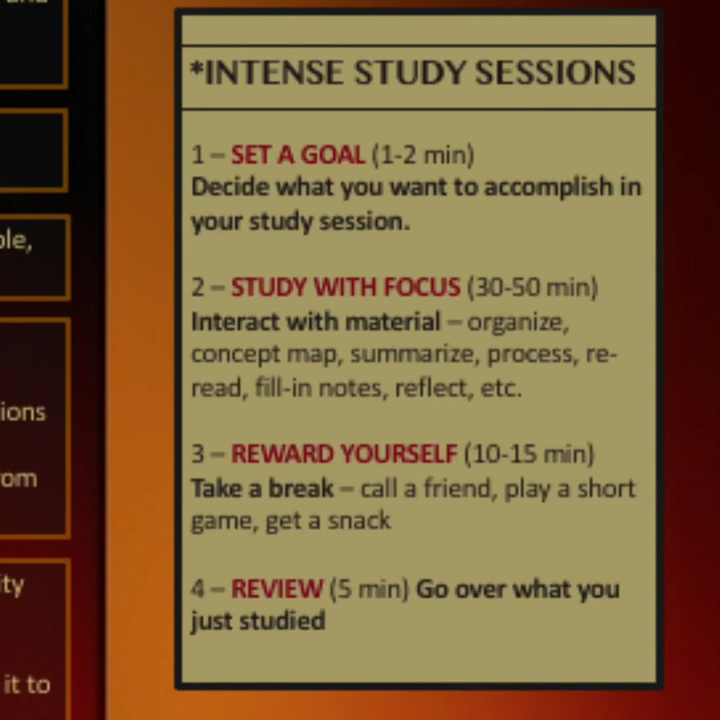 ple,
ions
om
ity
it to
*INTENSE STUDY SESSIONS
1 – SET A GOAL (1-2 min)
Decide what you want to accomplish in
your study session.
2 – STUDY WITH FOCUS (30-50 min)
Interact with material – organize,
concept map, summarize, process, re-
read, fill-in notes, reflect, etc.
3 – REWARD YOURSELF (10-15 min)
Take a break – call a friend, play a short
game, get a snack
4 – REVIEW (5 min) Go over what you
just studied